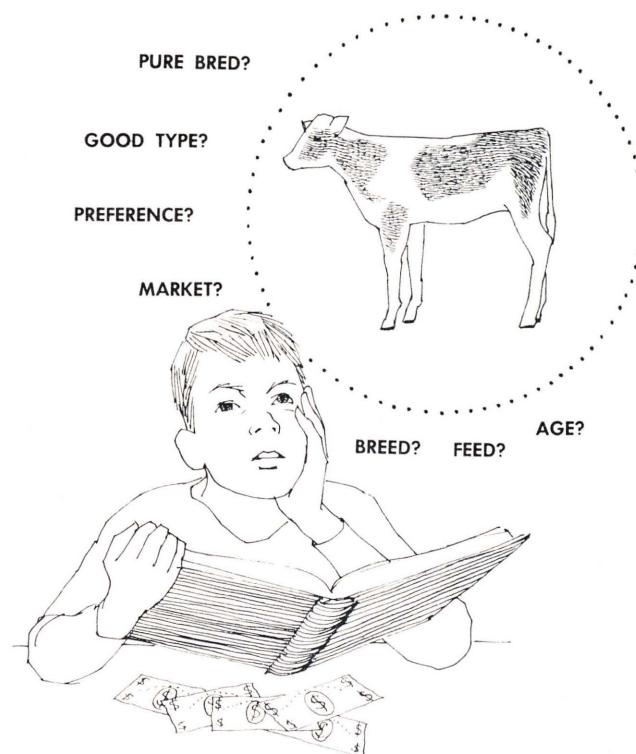 PURE BRED?
GOOD TYPE?
PREFERENCE?
MARKET?
AGE?
BREED? FEED?
$ $ $ $ $ $ $ $ $ $ $ $ $